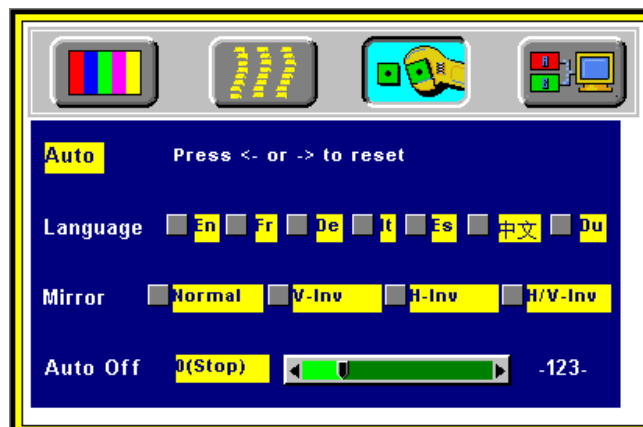 Auto Press <- or -> to reset
Language En Fr De It Es 中文 Du
Mirror Normal V-Inv H-Inv H/V-Inv
Auto Off 0(Stop) -123-